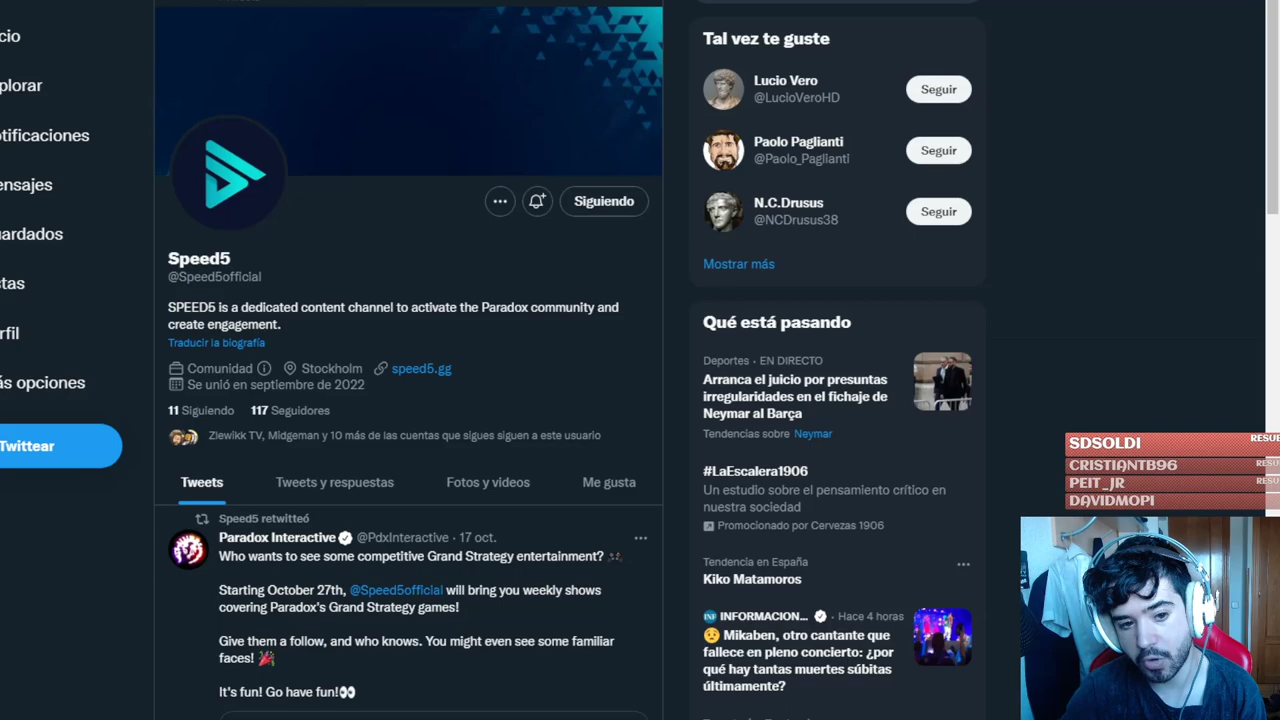 cio
plorar
otificaciones
ensajes
uardados
stas
rfil
ás opciones
Twittear
Siguiendo
Speed5
@Speed5official
SPEED5 is a dedicated content channel to activate the Paradox community and
create engagement.
Traducir la biografía
Comunidad Stockholm speed5.gg
Se unió en septiembre de 2022
11 Siguiendo 117 Seguidores
Zlewikk TV, Midgeman y 10 más de las cuentas que sigues siguen a este usuario
Tweets Tweets y respuestas Fotos y videos Me gusta
Speed5 retwitteó
Paradox Interactive @PdxInteractive · 17 oct.
Who wants to see some competitive Grand Strategy entertainment?
Starting October 27th, @Speed5official will bring you weekly shows
covering Paradox's Grand Strategy games!
Give them a follow, and who knows. You might even see some familiar
faces! 🎉
It's fun! Go have fun!👀
Tal vez te guste
Lucio Vero
@LucioVeroHD
Seguir
Paolo Paglianti
@Paolo_Paglianti
Seguir
N.C.Drusus
@NCDrusus38
Seguir
Mostrar más
Qué está pasando
Deportes · EN DIRECTO
Arranca el juicio por presuntas
irregularidades en el fichaje de
Neymar al Barça
Tendencias sobre Neymar
#LaEscalera1906
Un estudio sobre el pensamiento crítico en
nuestra sociedad
Promocionado por Cervezas 1906
Tendencia en España
Kiko Matamoros
INFORMACION... · Hace 4 horas
😟 Mikaben, otro cantante que
fallece en pleno concierto: ¿por
qué hay tantas muertes súbitas
últimamente?
SDSOLDI RESUB
CRISTIANTB96 RESU
PEIT_JR RESU
DAVIDMOPI